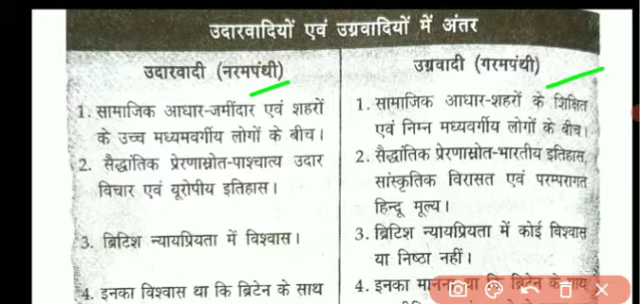 उदारवादियों एवं उग्रवादियों में अंतर
उदारवादी (नरमपंथी)
1. सामाजिक आधार-जमींदार एवं शहरों
के उच्च मध्यमवर्गीय लोगों के बीच।
2. सैद्धांतिक प्रेरणास्रोत-पाश्चात्य उदार
विचार एवं यूरोपीय इतिहास।
3. ब्रिटिश न्यायप्रियता में विश्वास।
4. इनका विश्वास था कि ब्रिटेन के साथ
उग्रवादी (गरमपंथी)
1. सामाजिक आधार-शहरों के शिक्षित
एवं निम्न मध्यवर्गीय लोगों के बीच।
2. सैद्धांतिक प्रेरणास्रोत-भारतीय इतिहास,
सांस्कृतिक विरासत एवं परम्परागत
हिन्दू मूल्य।
3. ब्रिटिश न्यायप्रियता में कोई विश्वास
या निष्ठा नहीं।
4. इनका मानना था कि ब्रिटेन के साथ